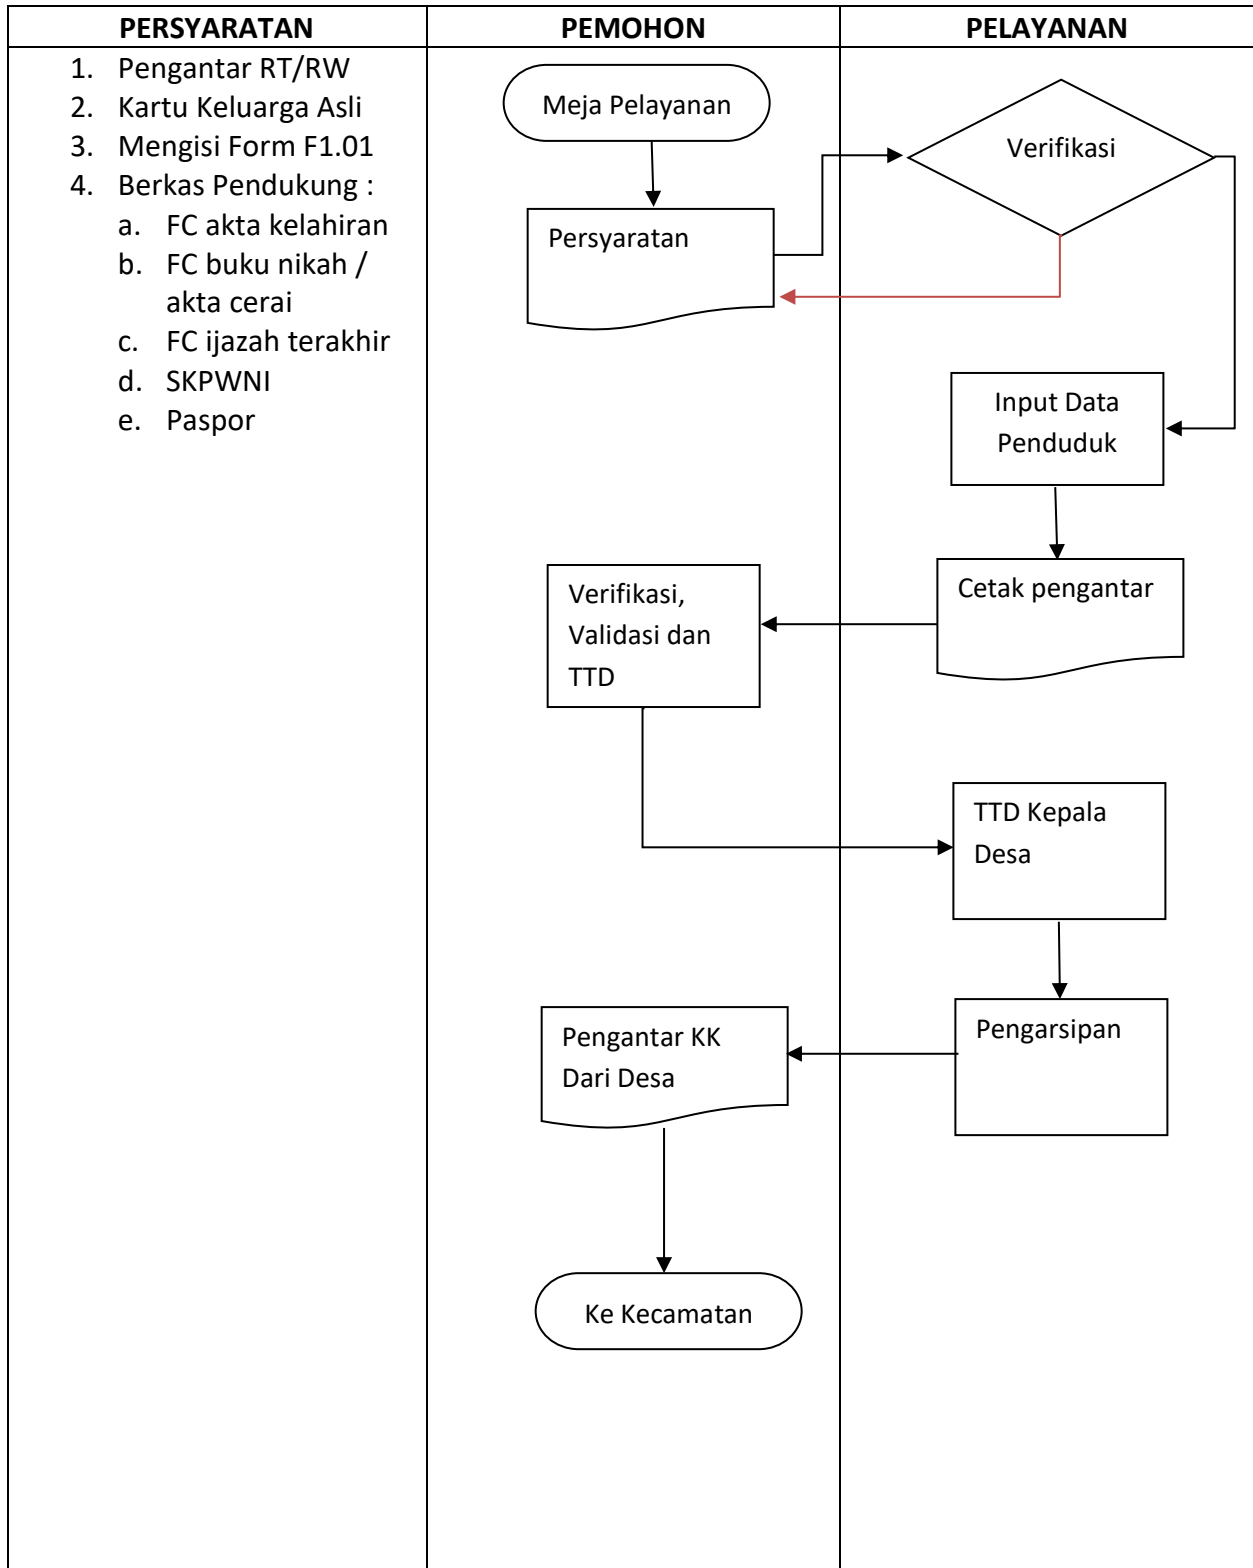 PERSYARATAN
PEMOHON
PELAYANAN
1. Pengantar RT/RW
2. Kartu Keluarga Asli
3. Mengisi Form F1.01
4. Berkas Pendukung :
a. FC akta kelahiran
b. FC buku nikah /
akta cerai
c. FC ijazah terakhir
d. SKPWNI
e. Paspor
Meja Pelayanan
Persyaratan
Verifikasi
Input Data
Penduduk
Cetak pengantar
Verifikasi,
Validasi dan
TTD
TTD Kepala
Desa
Pengarsipan
Pengantar KK
Dari Desa
Ke Kecamatan